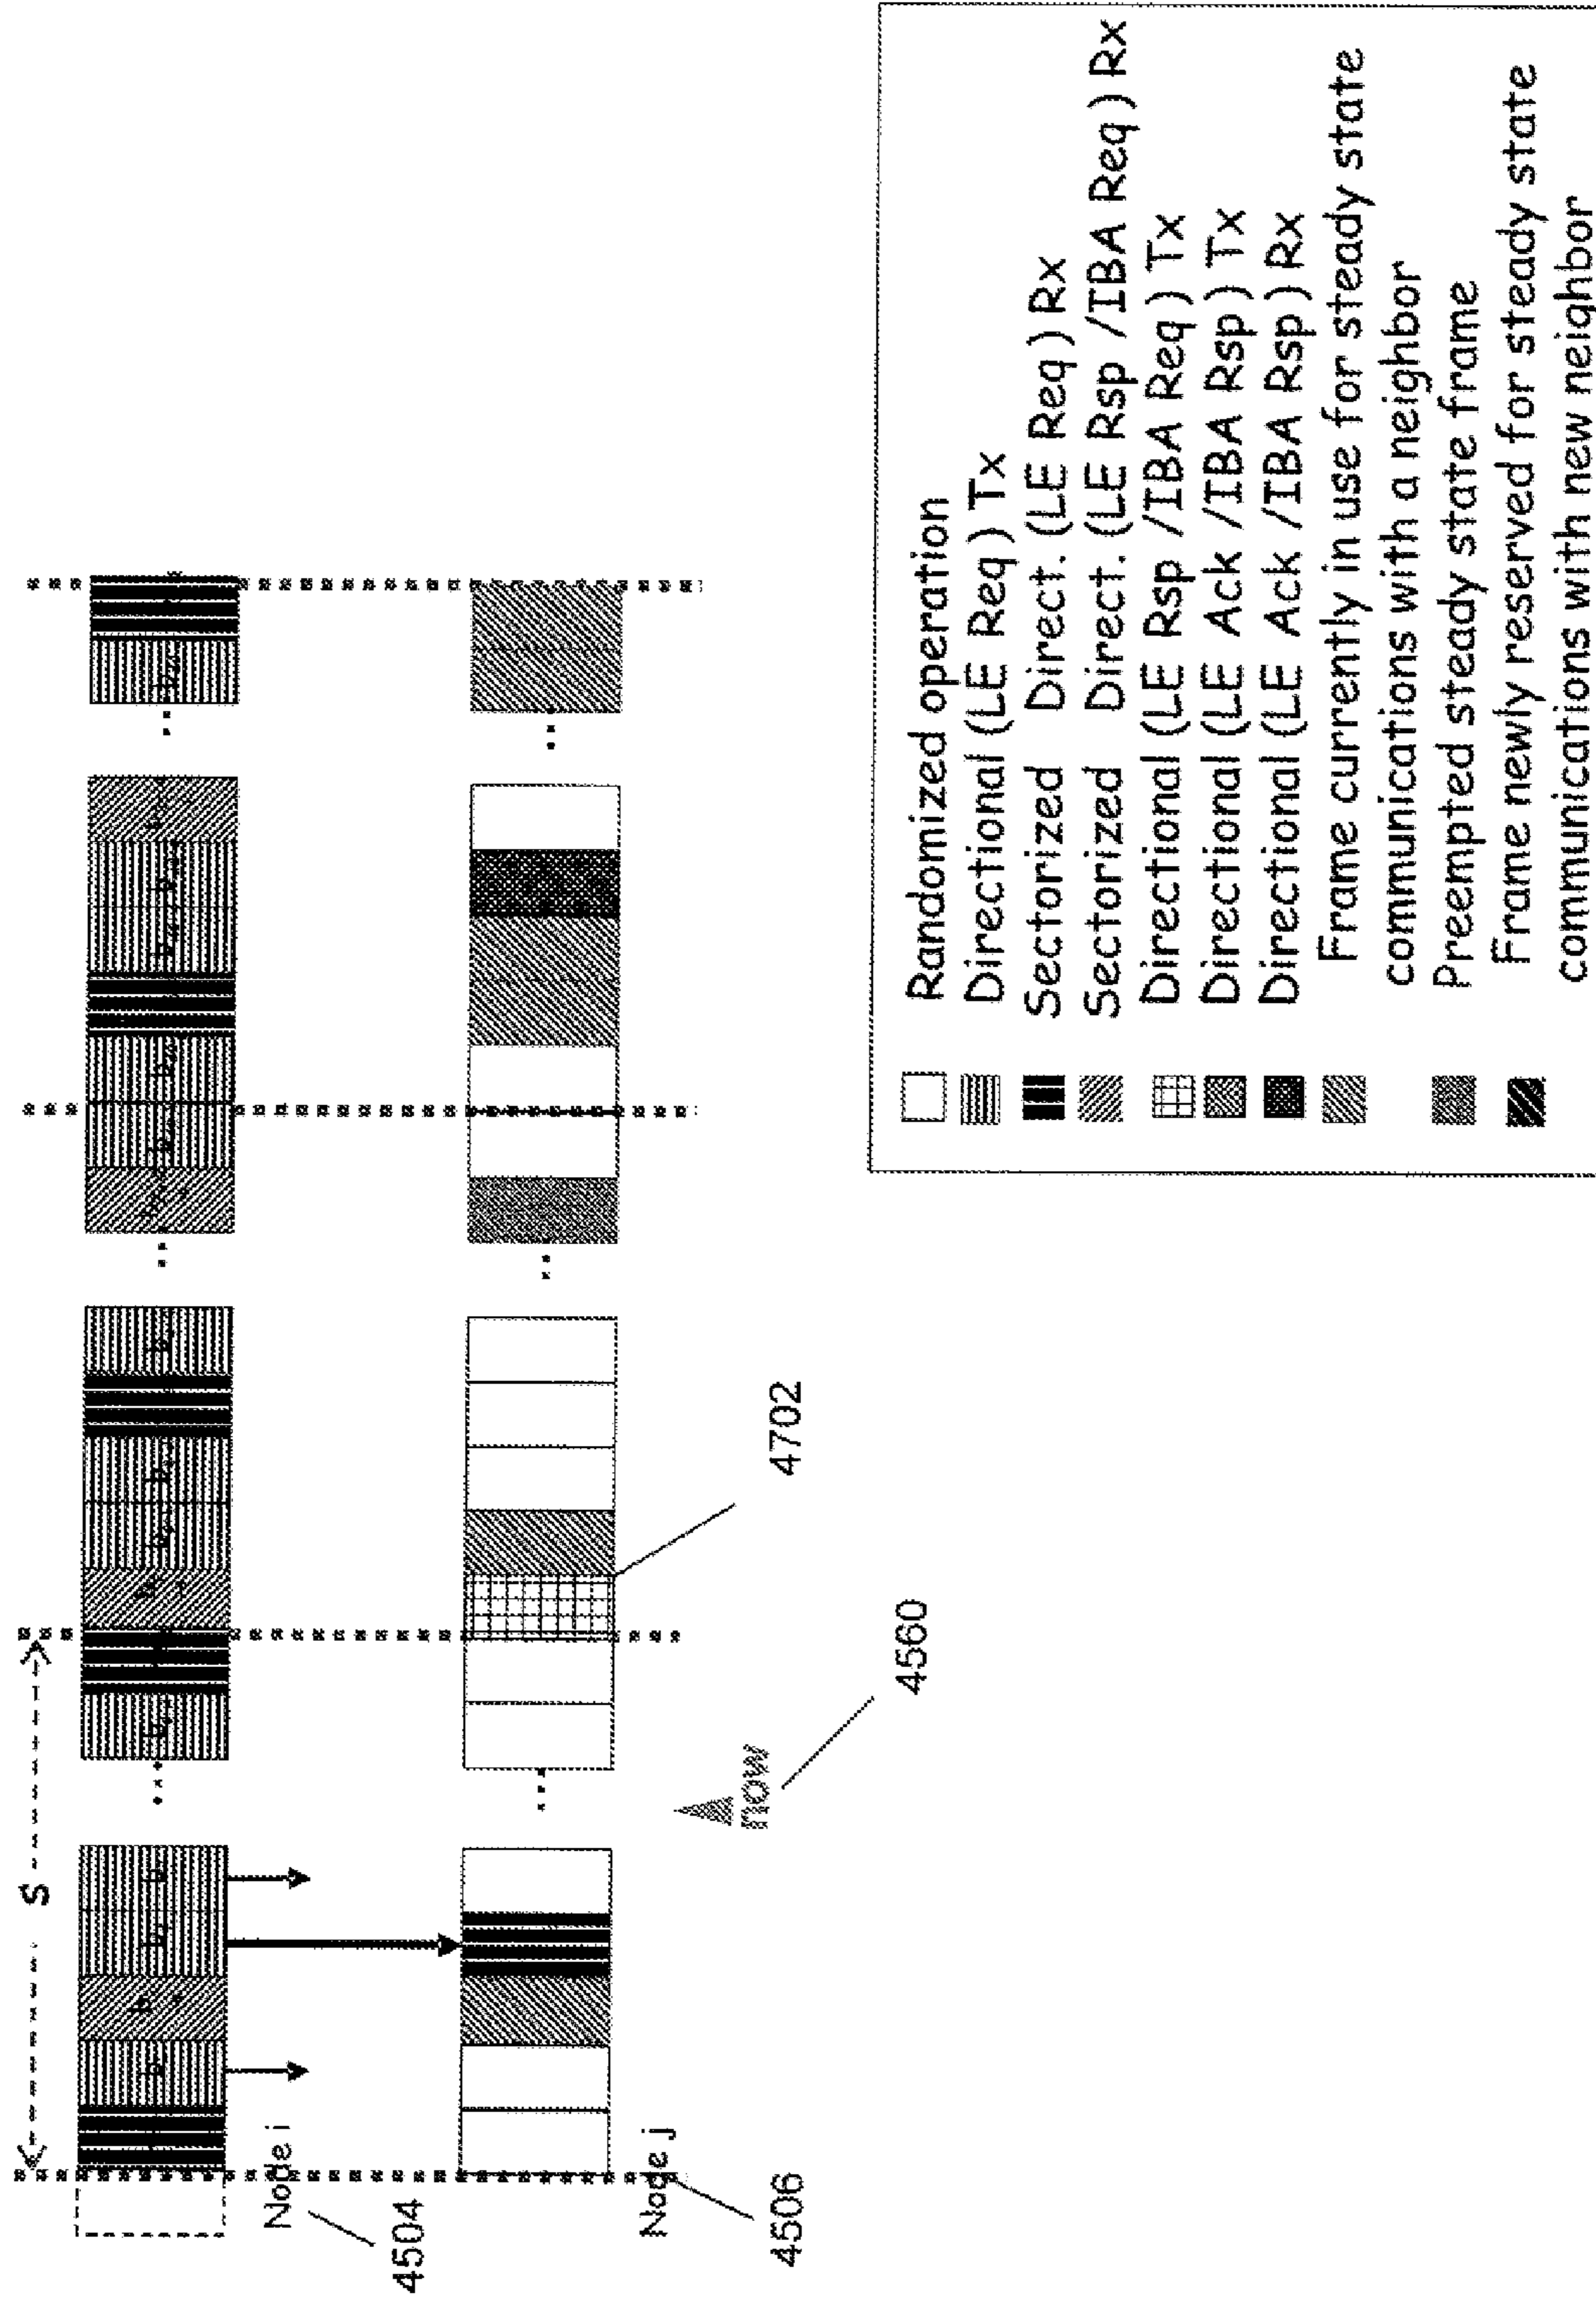 S
Node i
4504
Node j
4506
now
4560
4702
Randomized operation
Directional (LE Req) Tx
Sectorized Direct. (LE Req) Rx
Sectorized Direct. (LE Rsp /IBA Req) Rx
Directional (LE Rsp /IBA Req) Tx
Directional (LE Ack /IBA Rsp) Tx
Directional (LE Ack /IBA Rsp) Rx
Frame currently in use for steady state
communications with a neighbor
Preempted steady state frame
Frame newly reserved for steady state
communications with new neighbor